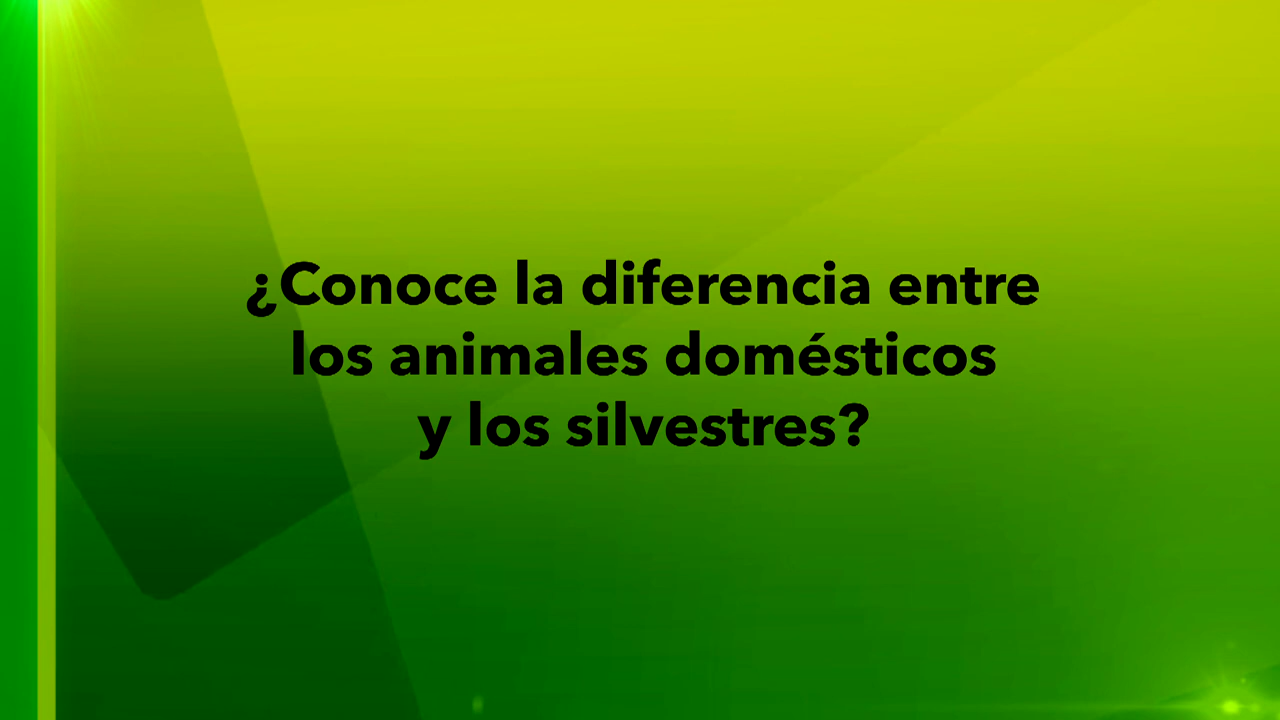 ¿Conoce la diferencia entre
los animales domésticos
y los silvestres?